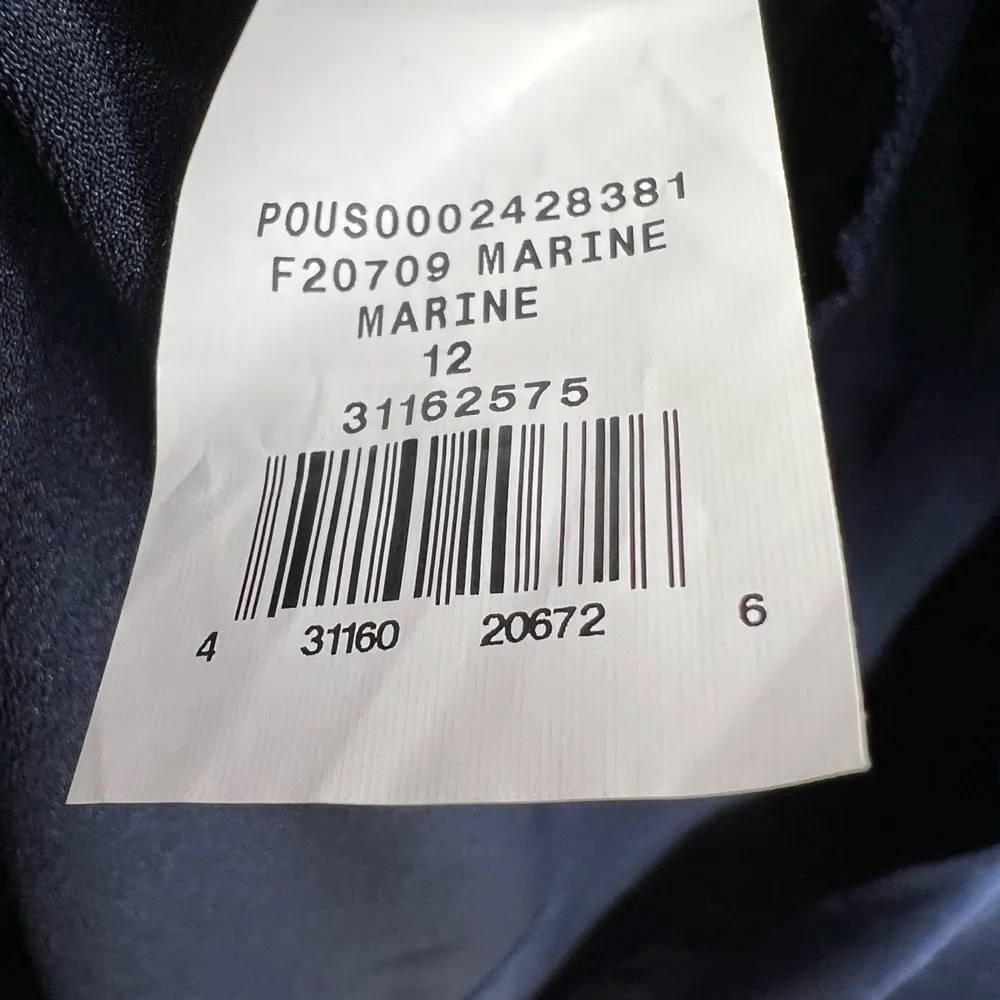 POUS0002428381
F20709 MARINE
MARINE
12
31162575
4 31160 20672 6